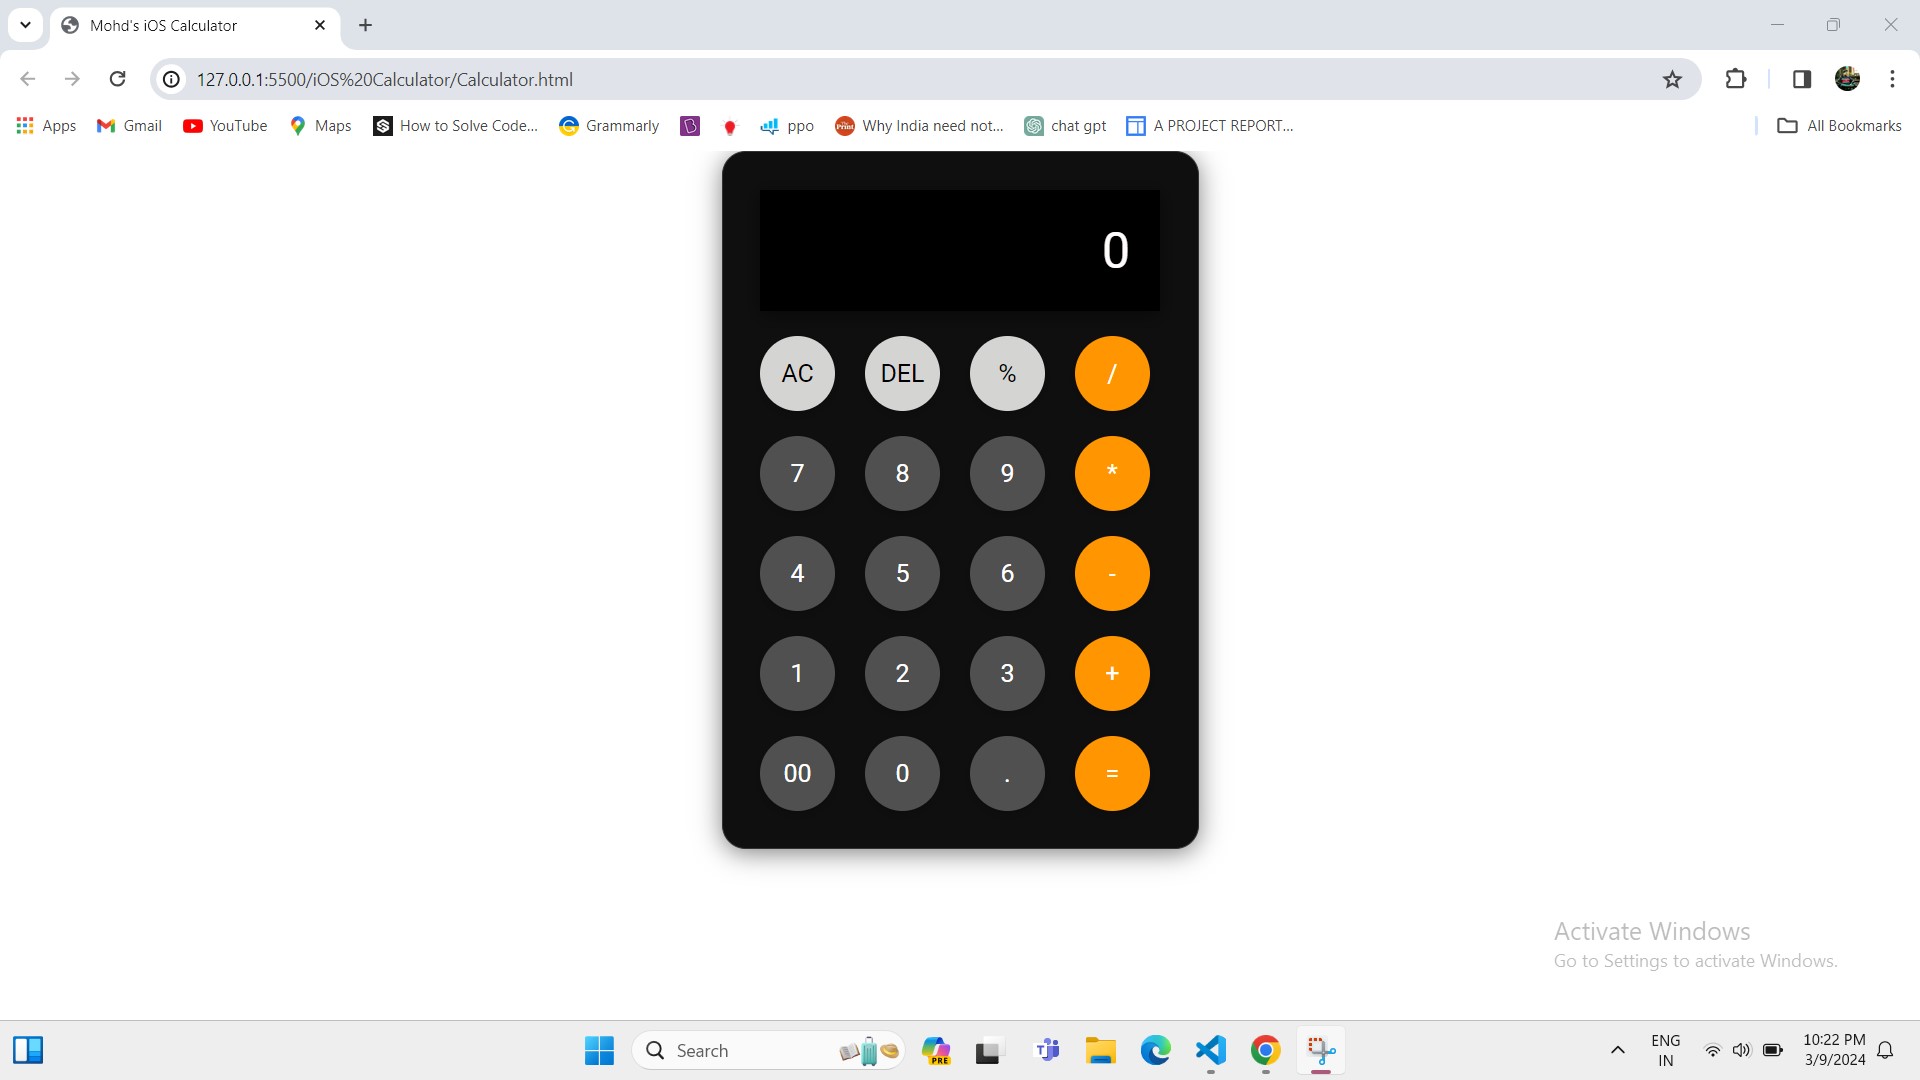 Mohd's iOS Calculator
127.0.0.1:5500/iOS%20Calculator/Calculator.html
Apps Gmail YouTube Maps How to Solve Code... Grammarly ppo Why India need not... chat gpt A PROJECT REPORT... All Bookmarks
0
AC DEL % /
7 8 9 *
4 5 6 -
1 2 3 +
00 0 . =
Activate Windows
Go to Settings to activate Windows.
Search
PRE
ENG
IN
10:22 PM
3/9/2024